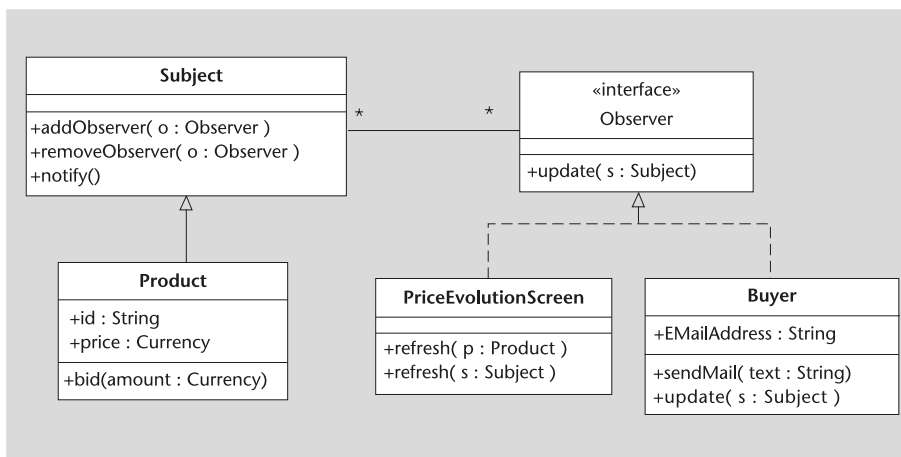 Subject
+addObserver( o : Observer )
+removeObserver( o : Observer )
+notify()
*
*
«interface»
Observer
+update( s : Subject)
Product
+id : String
+price : Currency
+bid(amount : Currency)
PriceEvolutionScreen
+refresh( p : Product )
+refresh( s : Subject )
Buyer
+EMailAddress : String
+sendMail( text : String)
+update( s : Subject )